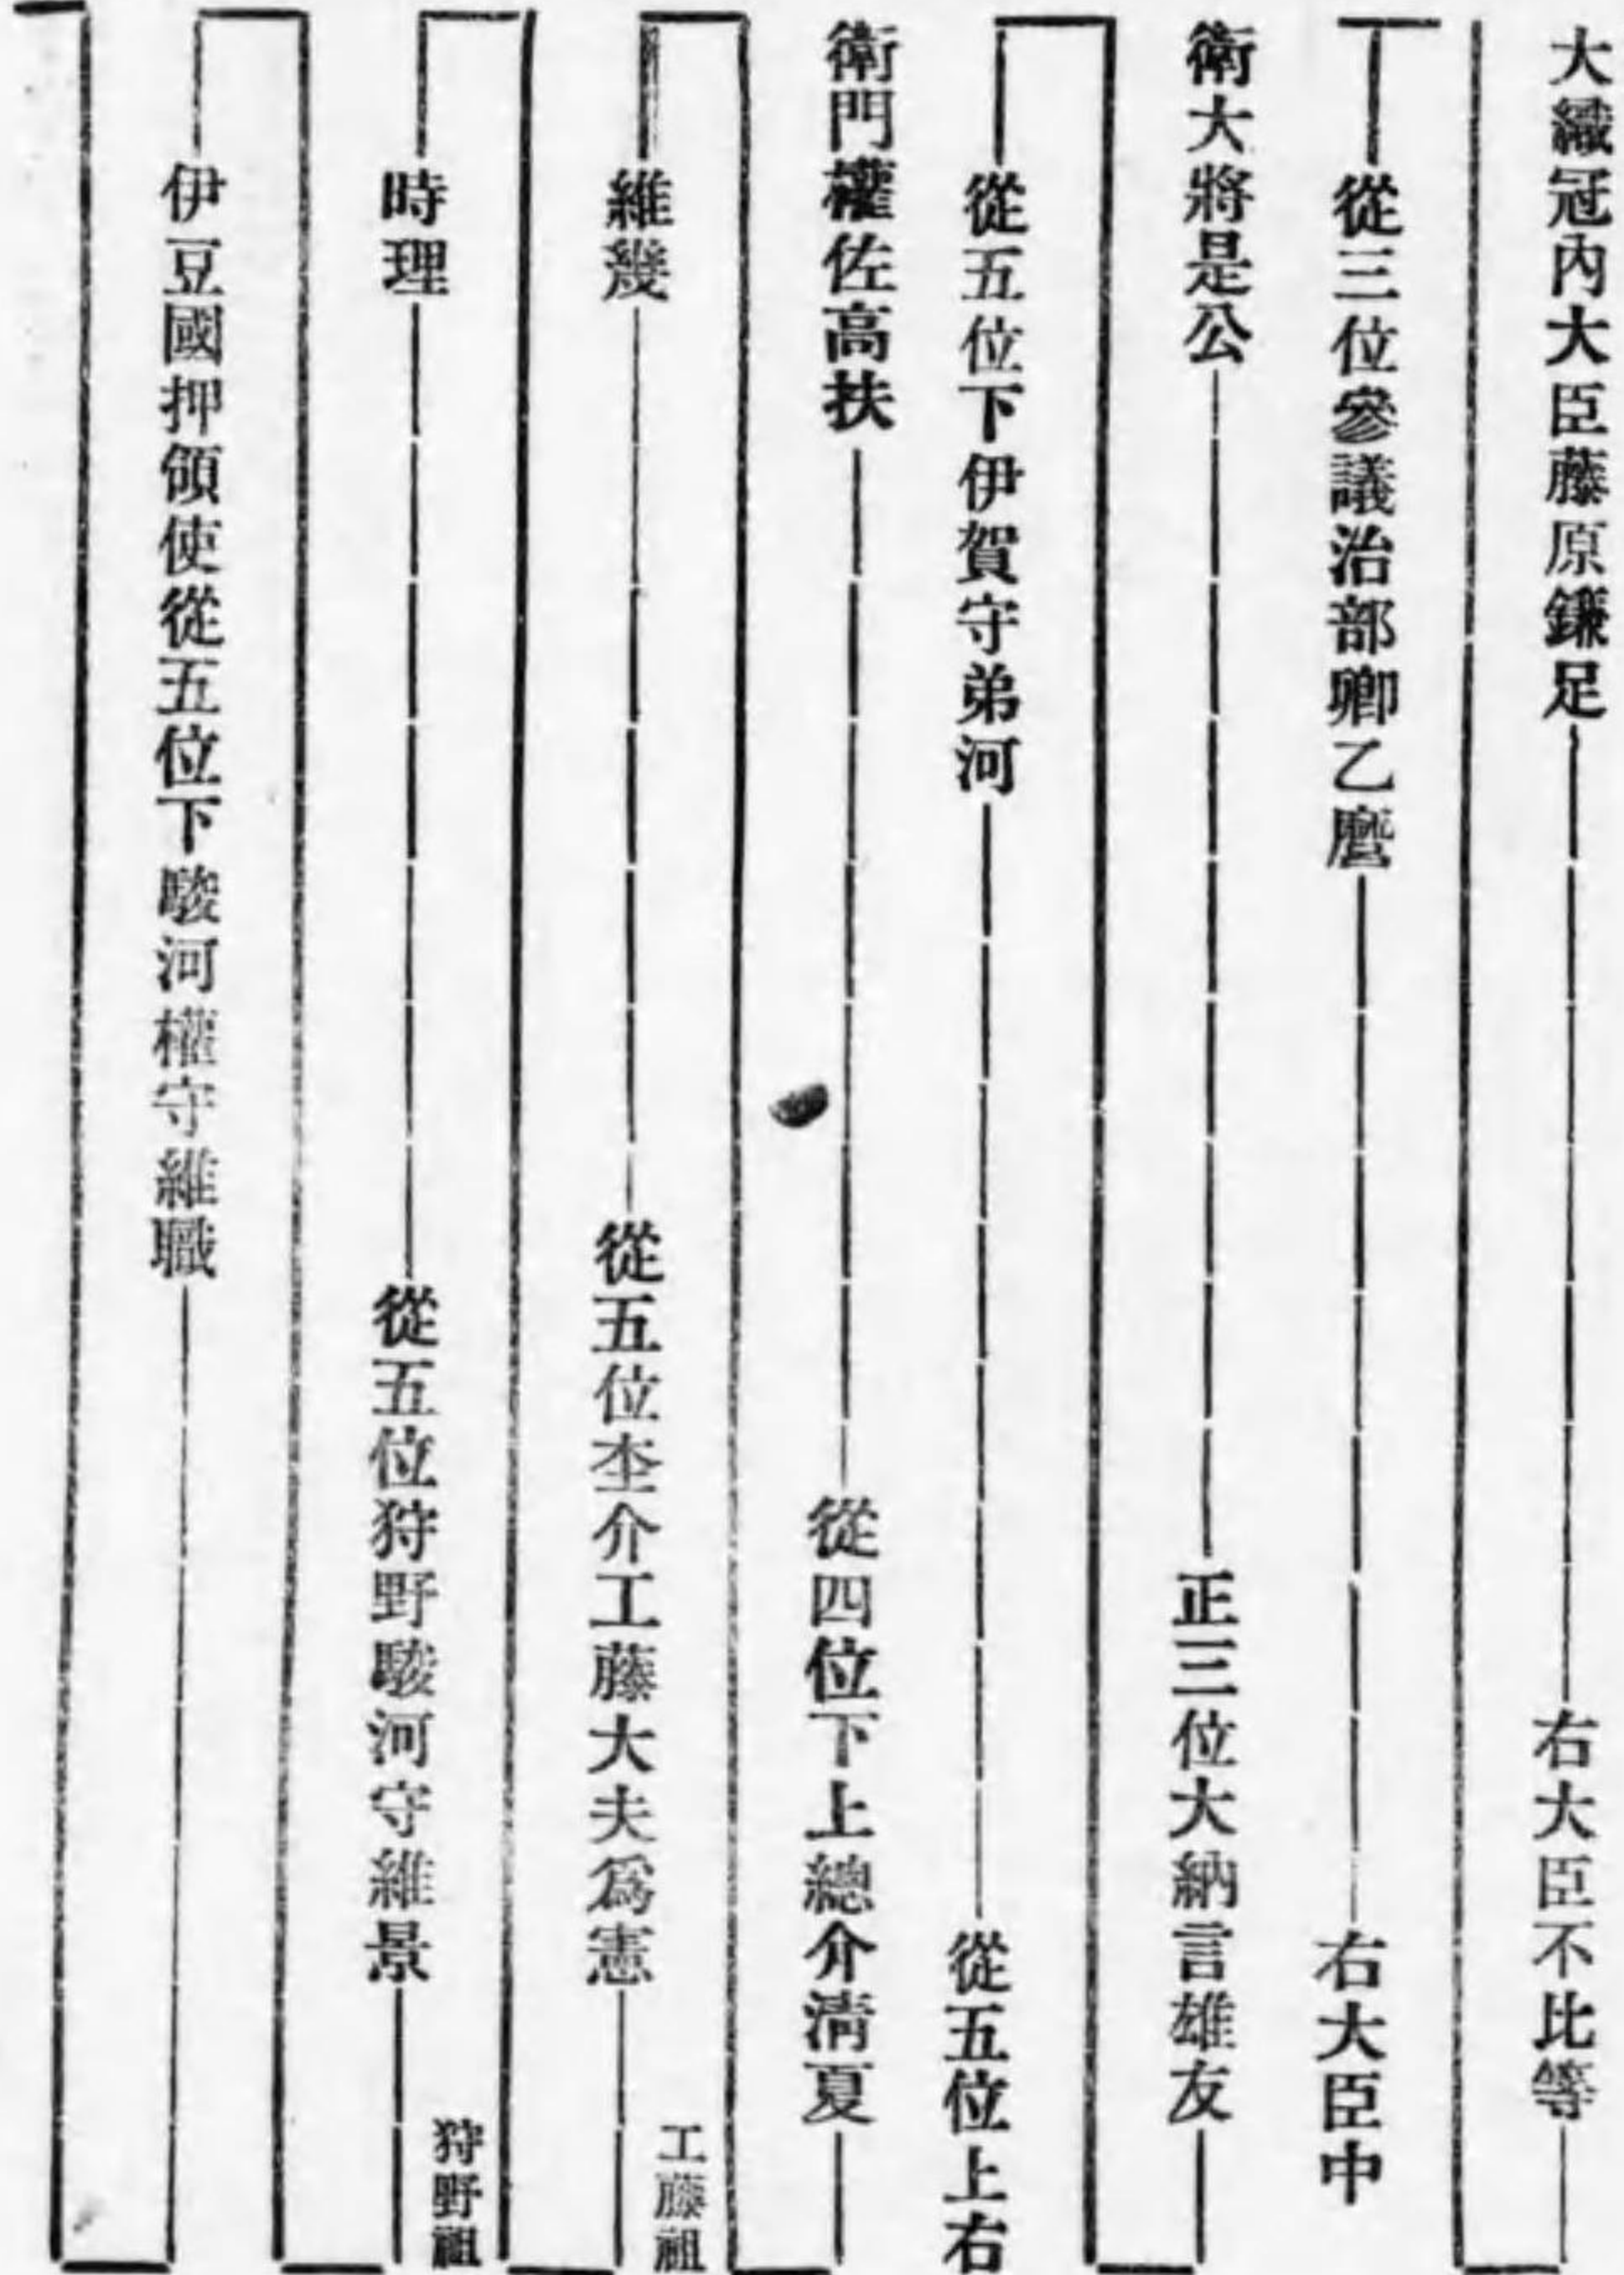 大織冠內大臣藤原鎌足 右大臣不比等
從三位參議治部卿乙麿 右大臣中
衛大將是公 正三位大納言雄友
從五位下伊賀守弟河 從五位上右
衛門權佐高扶 從四位下上總介淸夏
維幾 從五位杢介工藤大夫爲憲 工藤祖
時理 從五位狩野駿河守維景 狩野祖
伊豆國押領使從五位下駿河權守維職